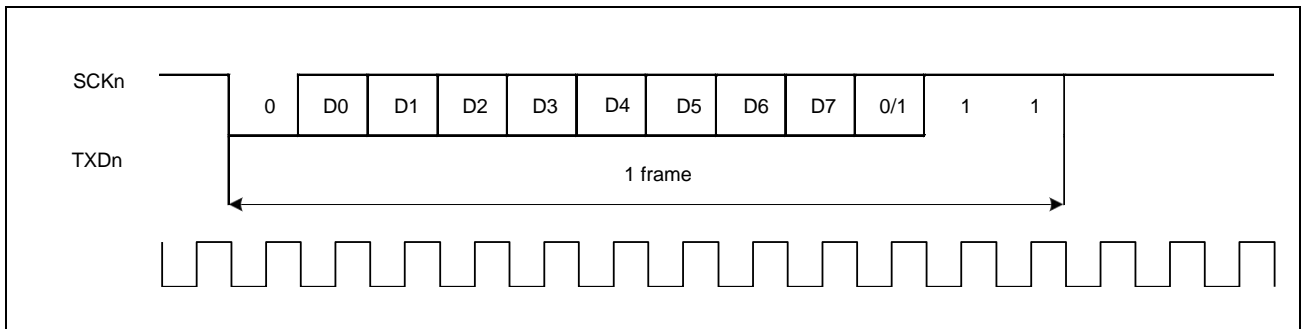 SCKn
0 D0 D1 D2 D3 D4 D5 D6 D7 0/1 1 1
TXDn
1 frame